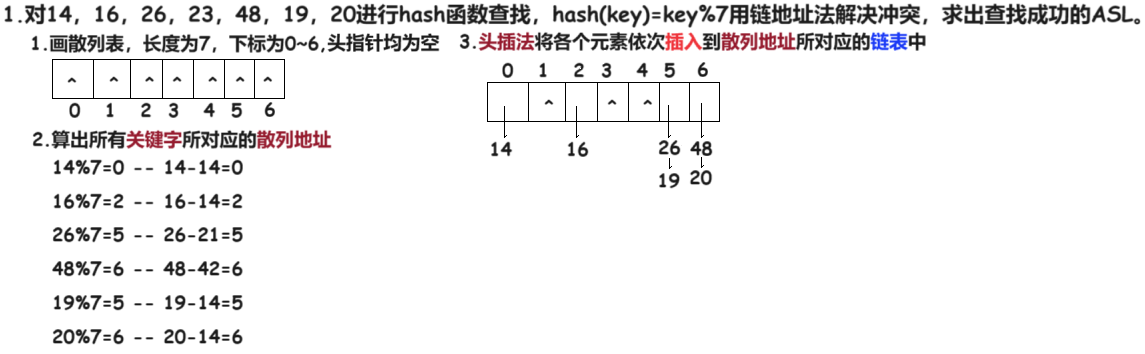 1.对14，16，26，23，48，19，20进行hash函数查找，hash(key)=key%7用链地址法解决冲突，求出查找成功的ASL。
1.画散列表，长度为7，下标为0~6,头指针均为空
^ ^ ^ ^ ^ ^ ^
0 1 2 3 4 5 6
2.算出所有关键字所对应的散列地址
14%7=0 -- 14-14=0
16%7=2 -- 16-14=2
26%7=5 -- 26-21=5
48%7=6 -- 48-42=6
19%7=5 -- 19-14=5
20%7=6 -- 20-14=6
3.头插法将各个元素依次插入到散列地址所对应的链表中
0 1 2 3 4 5 6
^ ^ ^
14 16 26 48
19 20